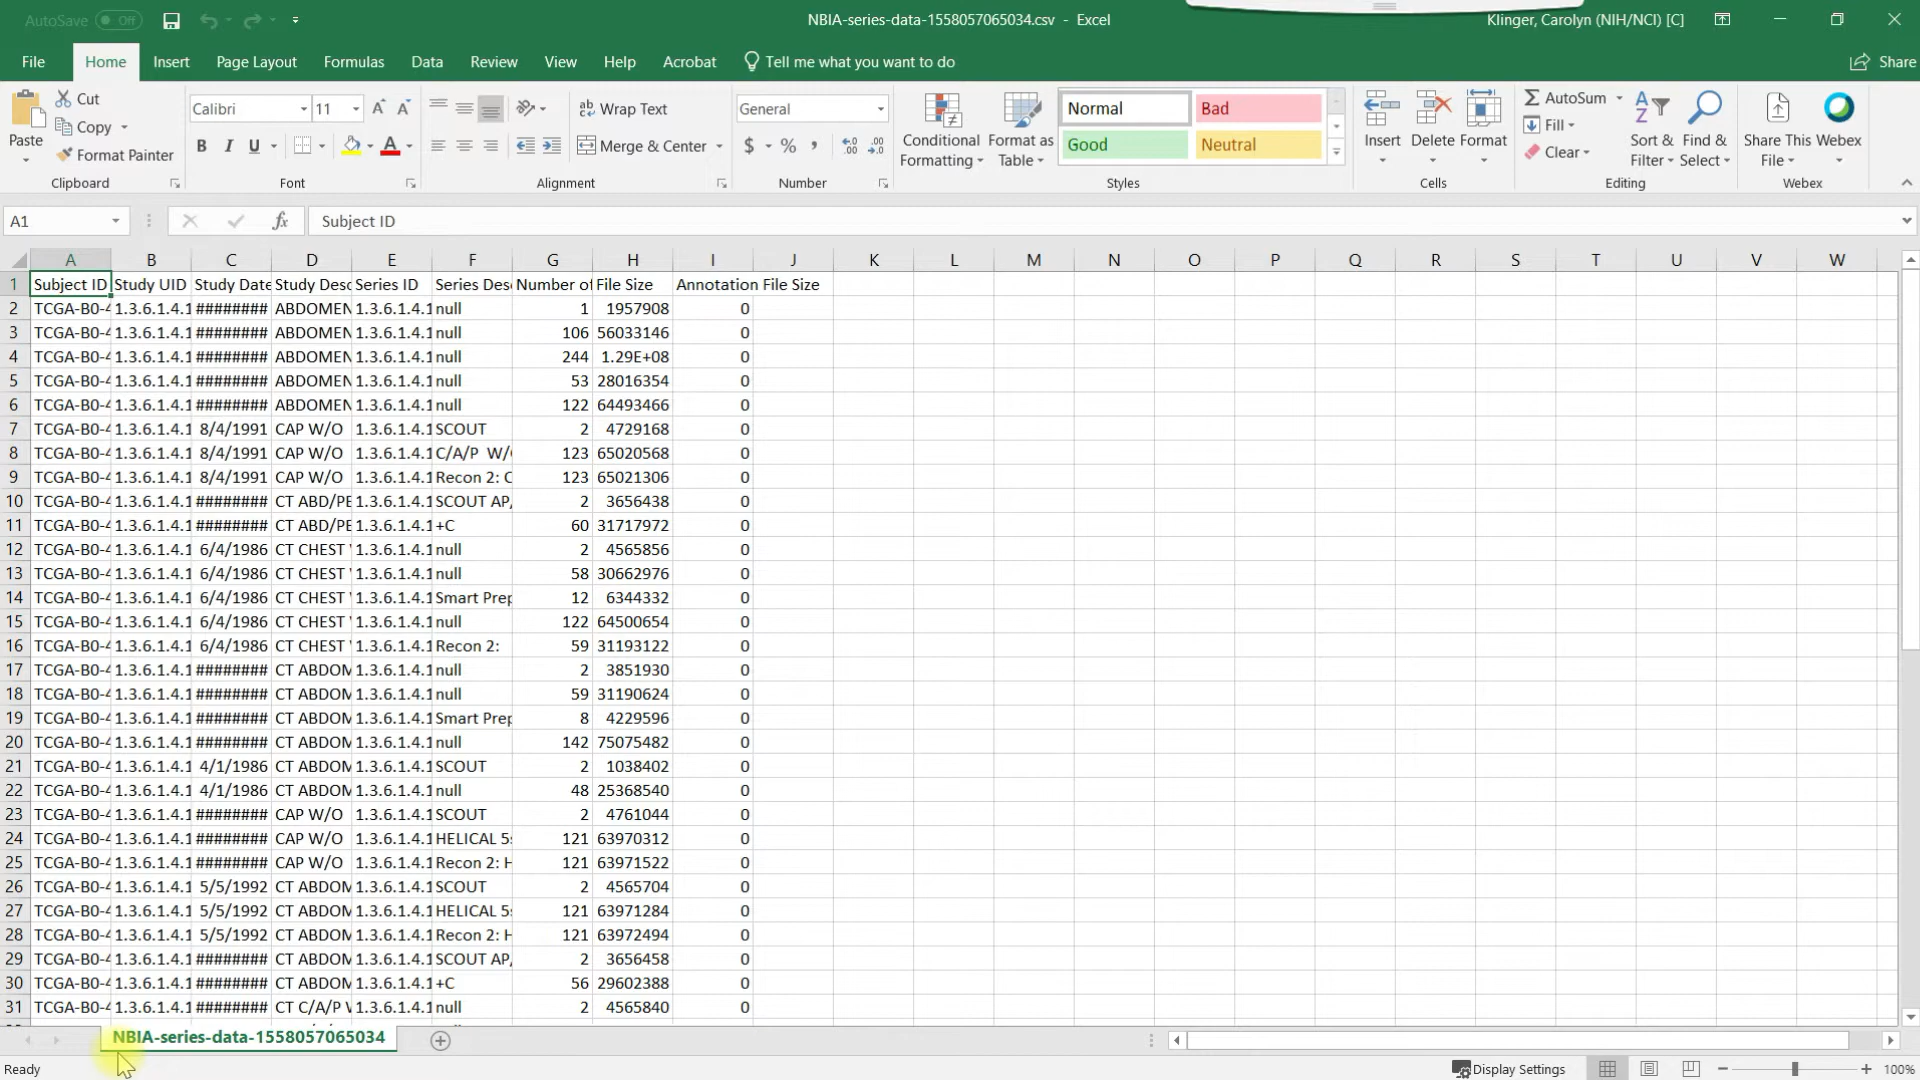 AutoSave Off NBIA-series-data-1558057065034.csv - Excel Klinger, Carolyn (NIH/NCI) [C]
File Home Insert Page Layout Formulas Data Review View Help Acrobat Tell me what you want to do Share
Cut Calibri 11 Wrap Text General Normal Bad AutoSum
Paste Copy Conditional Formatting Format as Table Insert Delete Format Fill Sort & Filter Find & Select Share This File Webex
Format Painter B I U Merge & Center $ % Good Neutral Clear
Clipboard Font Alignment Number Styles Cells Editing Webex
A1 fx Subject ID
A B C D E F G H I J K L M N O P Q R S T U V W
1 Subject ID Study UID Study Date Study Desc Series ID Series Desc Number of File Size Annotation File Size
2 TCGA-B0-4 1.3.6.1.4.1 ######## ABDOMEN 1.3.6.1.4.1 null 1 1957908 0
3 TCGA-B0-4 1.3.6.1.4.1 ######## ABDOMEN 1.3.6.1.4.1 null 106 56033146 0
4 TCGA-B0-4 1.3.6.1.4.1 ######## ABDOMEN 1.3.6.1.4.1 null 244 1.29E+08 0
5 TCGA-B0-4 1.3.6.1.4.1 ######## ABDOMEN 1.3.6.1.4.1 null 53 28016354 0
6 TCGA-B0-4 1.3.6.1.4.1 ######## ABDOMEN 1.3.6.1.4.1 null 122 64493466 0
7 TCGA-B0-4 1.3.6.1.4.1 8/4/1991 CAP W/O 1.3.6.1.4.1 SCOUT 2 4729168 0
8 TCGA-B0-4 1.3.6.1.4.1 8/4/1991 CAP W/O 1.3.6.1.4.1 C/A/P W/ 123 65020568 0
9 TCGA-B0-4 1.3.6.1.4.1 8/4/1991 CAP W/O 1.3.6.1.4.1 Recon 2: C 123 65021306 0
10 TCGA-B0-4 1.3.6.1.4.1 ######## CT ABD/PE 1.3.6.1.4.1 SCOUT AP/ 2 3656438 0
11 TCGA-B0-4 1.3.6.1.4.1 ######## CT ABD/PE 1.3.6.1.4.1 +C 60 31717972 0
12 TCGA-B0-4 1.3.6.1.4.1 6/4/1986 CT CHEST 1.3.6.1.4.1 null 2 4565856 0
13 TCGA-B0-4 1.3.6.1.4.1 6/4/1986 CT CHEST 1.3.6.1.4.1 null 58 30662976 0
14 TCGA-B0-4 1.3.6.1.4.1 6/4/1986 CT CHEST 1.3.6.1.4.1 Smart Prep 12 6344332 0
15 TCGA-B0-4 1.3.6.1.4.1 6/4/1986 CT CHEST 1.3.6.1.4.1 null 122 64500654 0
16 TCGA-B0-4 1.3.6.1.4.1 6/4/1986 CT CHEST 1.3.6.1.4.1 Recon 2: 59 31193122 0
17 TCGA-B0-4 1.3.6.1.4.1 ######## CT ABDOM 1.3.6.1.4.1 null 2 3851930 0
18 TCGA-B0-4 1.3.6.1.4.1 ######## CT ABDOM 1.3.6.1.4.1 null 59 31190624 0
19 TCGA-B0-4 1.3.6.1.4.1 ######## CT ABDOM 1.3.6.1.4.1 Smart Prep 8 4229596 0
20 TCGA-B0-4 1.3.6.1.4.1 ######## CT ABDOM 1.3.6.1.4.1 null 142 75075482 0
21 TCGA-B0-4 1.3.6.1.4.1 4/1/1986 CT ABDOM 1.3.6.1.4.1 SCOUT 2 1038402 0
22 TCGA-B0-4 1.3.6.1.4.1 4/1/1986 CT ABDOM 1.3.6.1.4.1 null 48 25368540 0
23 TCGA-B0-4 1.3.6.1.4.1 ######## CAP W/O 1.3.6.1.4.1 SCOUT 2 4761044 0
24 TCGA-B0-4 1.3.6.1.4.1 ######## CAP W/O 1.3.6.1.4.1 HELICAL 5 121 63970312 0
25 TCGA-B0-4 1.3.6.1.4.1 ######## CAP W/O 1.3.6.1.4.1 Recon 2: H 121 63971522 0
26 TCGA-B0-4 1.3.6.1.4.1 5/5/1992 CT ABDOM 1.3.6.1.4.1 SCOUT 2 4565704 0
27 TCGA-B0-4 1.3.6.1.4.1 5/5/1992 CT ABDOM 1.3.6.1.4.1 HELICAL 5 121 63971284 0
28 TCGA-B0-4 1.3.6.1.4.1 5/5/1992 CT ABDOM 1.3.6.1.4.1 Recon 2: H 121 63972494 0
29 TCGA-B0-4 1.3.6.1.4.1 ######## CT ABDOM 1.3.6.1.4.1 SCOUT AP/ 2 3656458 0
30 TCGA-B0-4 1.3.6.1.4.1 ######## CT ABDOM 1.3.6.1.4.1 +C 56 29602388 0
31 TCGA-B0-4 1.3.6.1.4.1 ######## CT C/A/P 1.3.6.1.4.1 null 2 4565840 0
NBIA-series-data-1558057065034
Ready Display Settings 100%